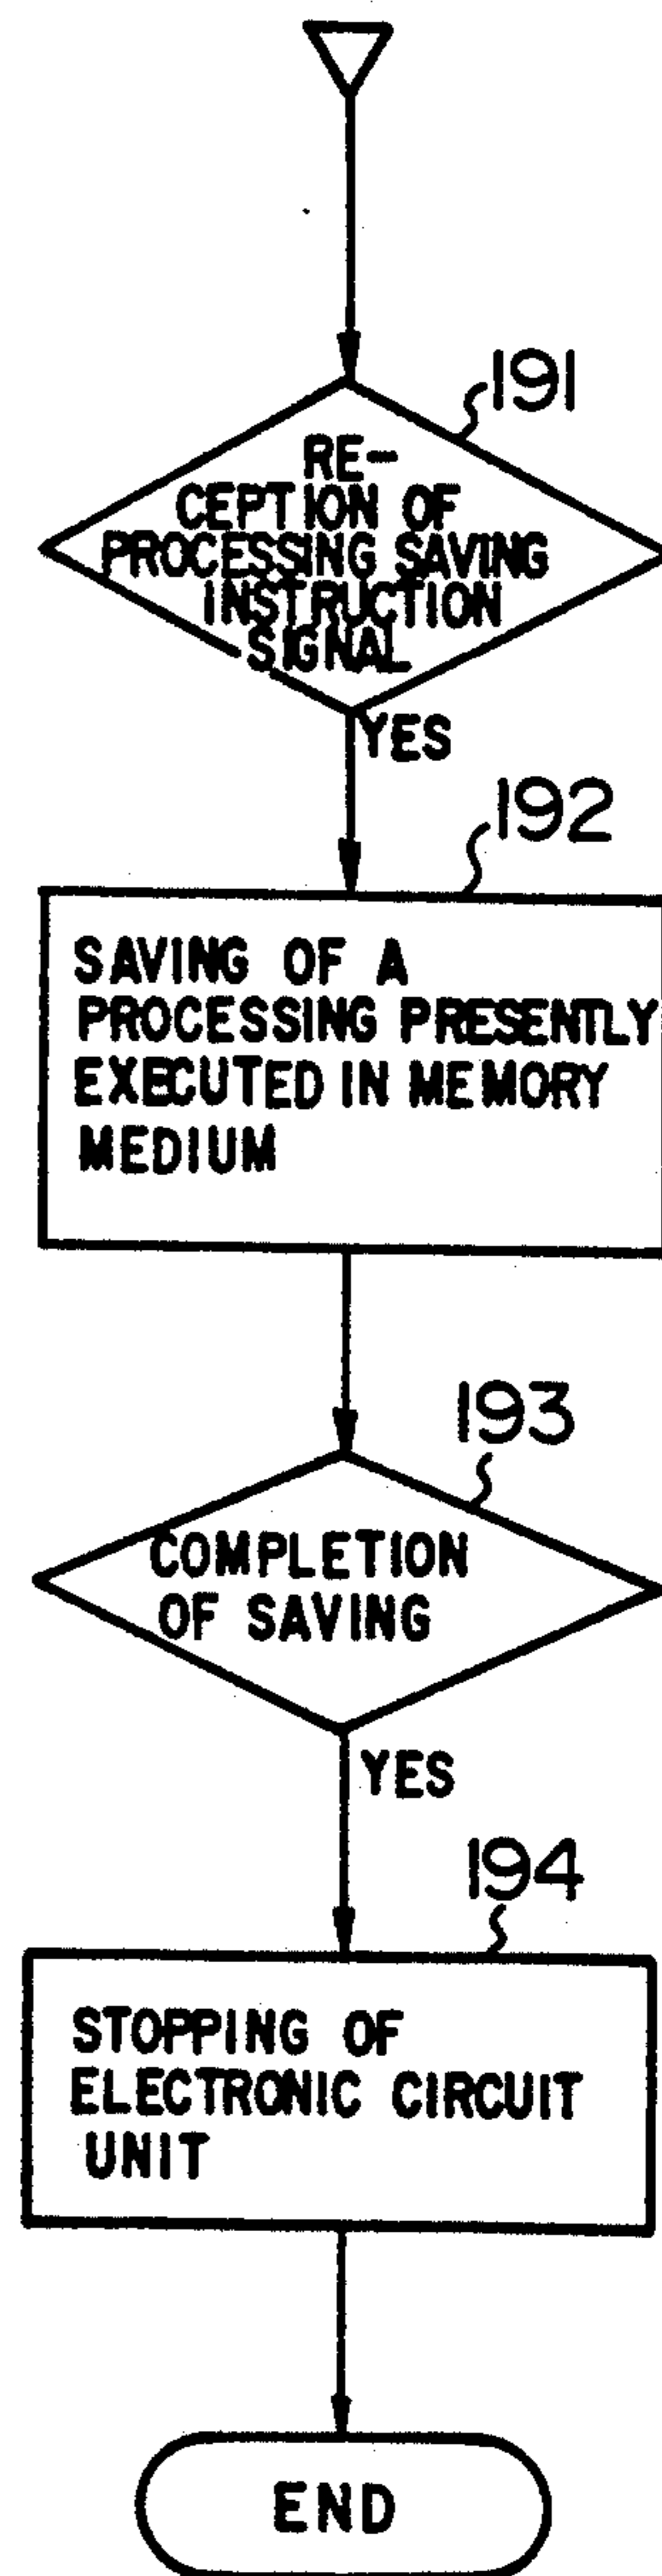 191
RE-
CEPTION OF
PROCESSING SAVING
INSTRUCTION
SIGNAL
YES
192
SAVING OF A
PROCESSING PRESENTLY
EXECUTED IN MEMORY
MEDIUM
193
COMPLETION
OF SAVING
YES
194
STOPPING OF
ELECTRONIC CIRCUIT
UNIT
END